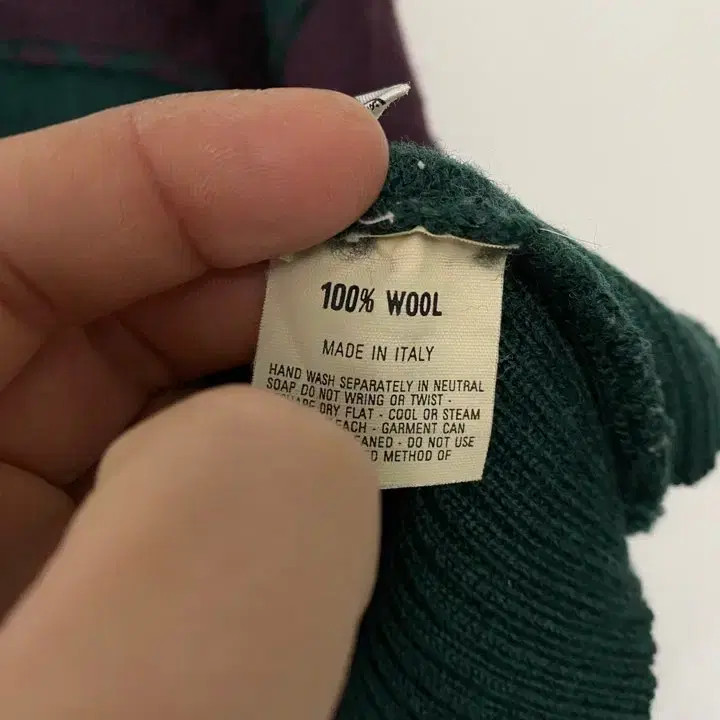 100% WOOL
MADE IN ITALY
HAND WASH SEPARATELY IN NEUTRAL
SOAP DO NOT WRING OR TWIST -
DRY FLAT - COOL OR STEAM
- GARMENT CAN
- DO NOT USE
METHOD OF